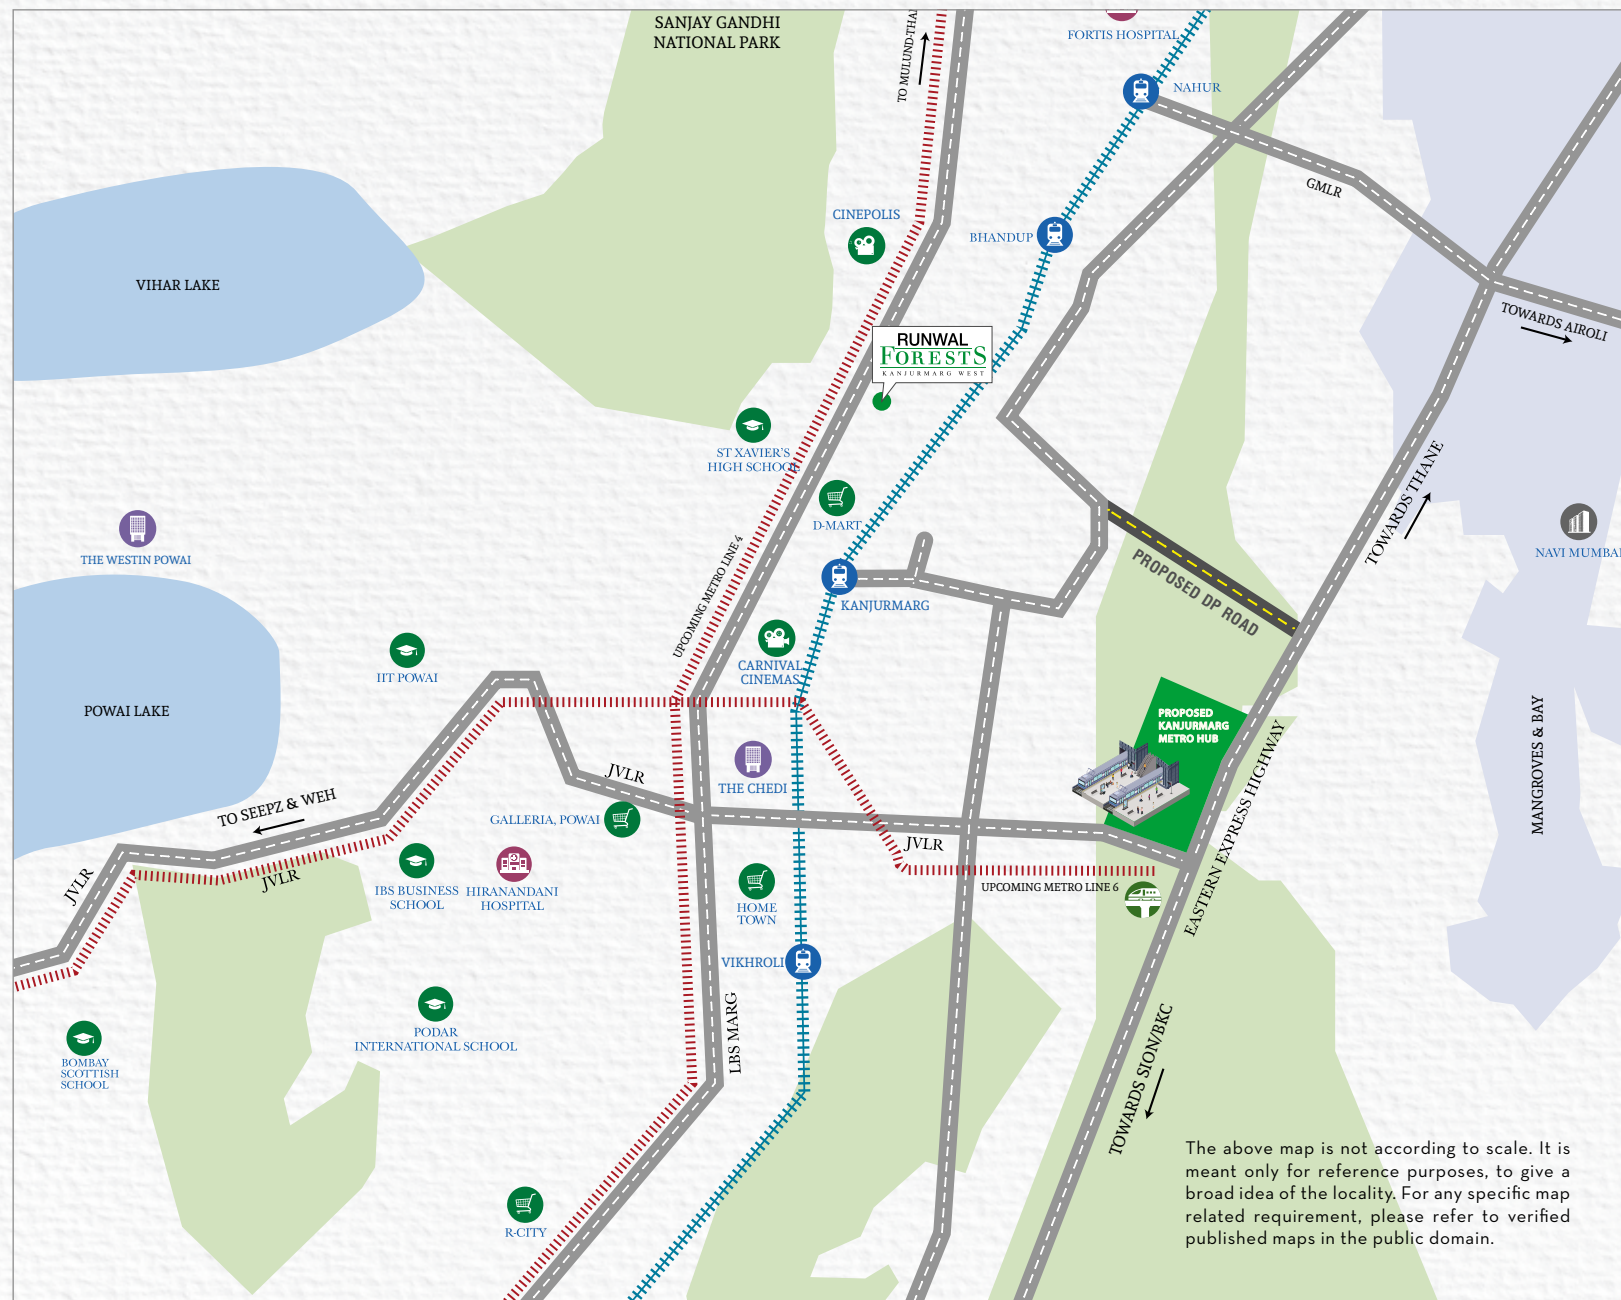 SANJAY GANDHI
NATIONAL PARK
FORTIS HOSPITAL
NAHUR
GMLR
CINEPOLIS
BHANDUP
VIHAR LAKE
TOWARDS AIROLI
RUNWAL
FORESTS
KANJURMARG WEST
ST XAVIER'S
HIGH SCHOOL
D-MART
TOWARDS THANE
THE WESTIN POWAI
NAVI MUMBAI
UPCOMING METRO LINE 4
KANJURMARG
PROPOSED DP ROAD
CARNIVAL
CINEMAS
IIT POWAI
POWAI LAKE
PROPOSED
KANJURMARG
METRO HUB
MANGROVES & BAY
JVLR
THE CHEDI
TO SEEPZ & WEH
GALLERIA, POWAI
EASTERN EXPRESS HIGHWAY
JVLR
JVLR
JVLR
UPCOMING METRO LINE 6
IBS BUSINESS
SCHOOL
HIRANANDANI
HOSPITAL
HOME
TOWN
VIKHROLI
LBS MARG
PODAR
INTERNATIONAL SCHOOL
BOMBAY
SCOTTISH
SCHOOL
TOWARDS SION/BKC
R-CITY
The above map is not according to scale. It is
meant only for reference purposes, to give a
broad idea of the locality. For any specific map
related requirement, please refer to verified
published maps in the public domain.